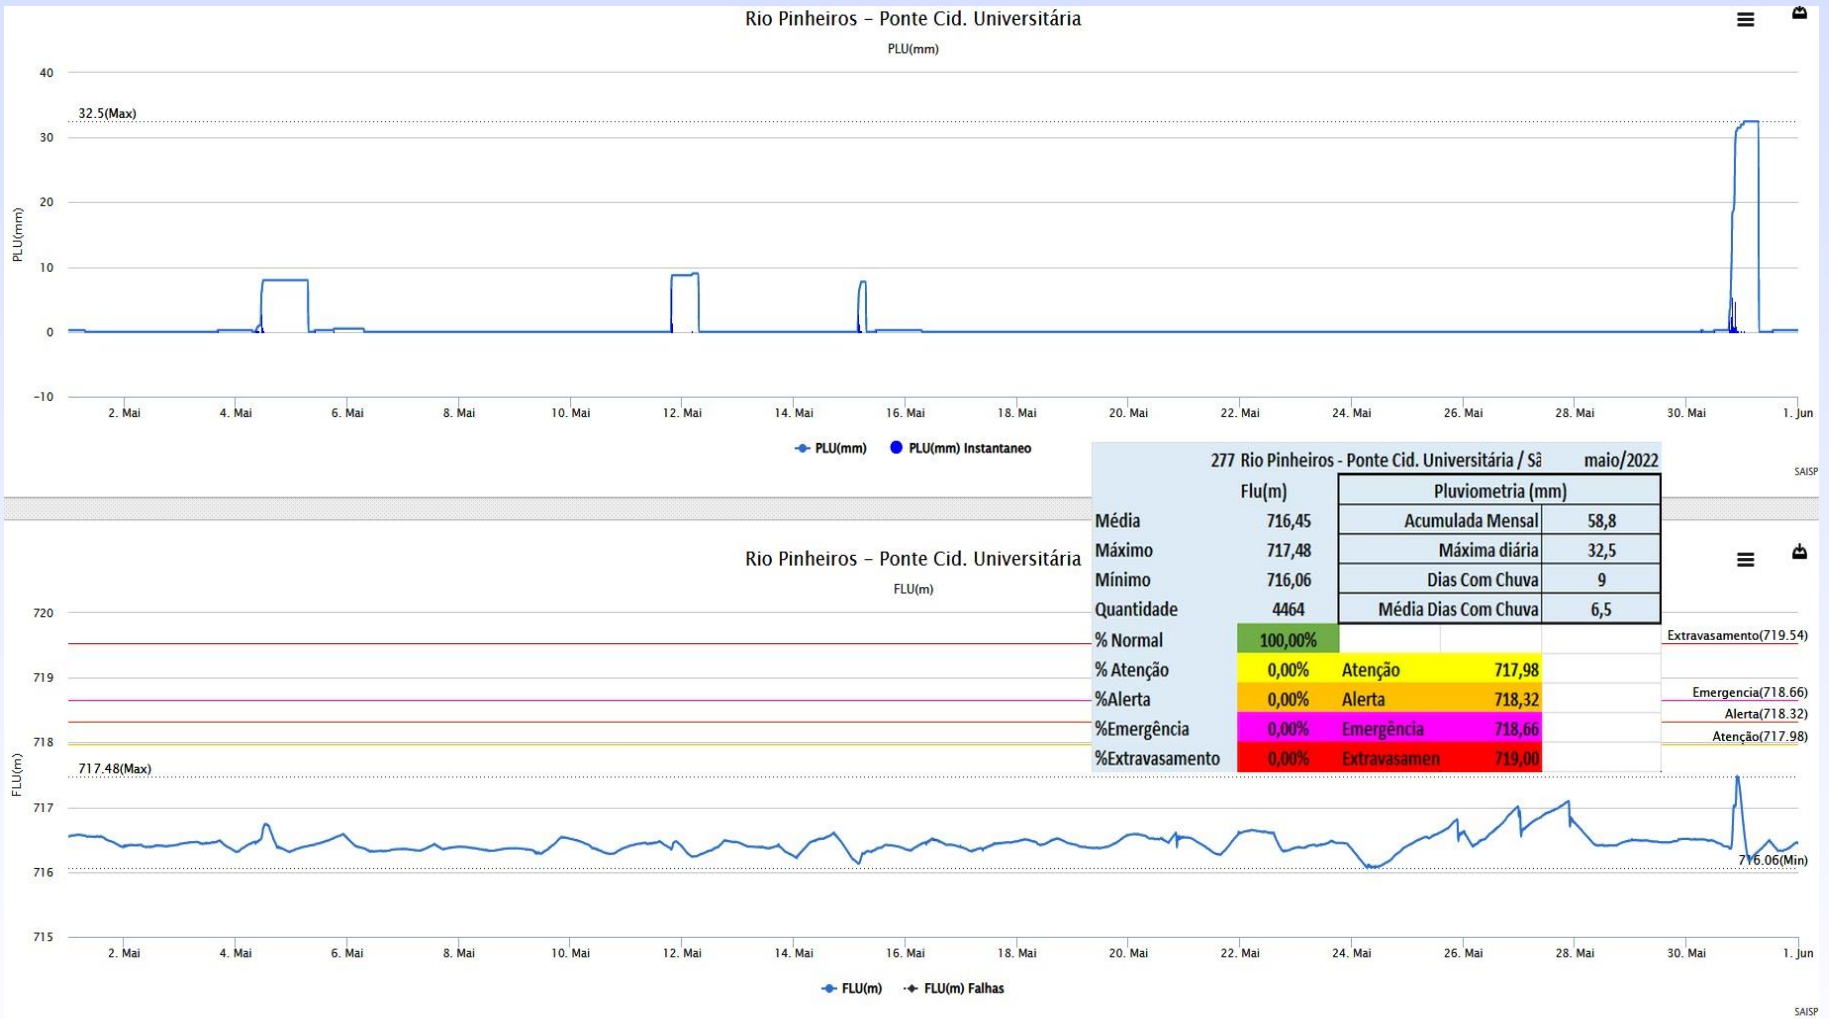 Rio Pinheiros - Ponte Cid. Universitária
PLU(mm)
40
32.5(Max)
30
20
10
0
-10
PLU(mm)
2. Mai 4. Mai 6. Mai 8. Mai 10. Mai 12. Mai 14. Mai 16. Mai 18. Mai 20. Mai 22. Mai 24. Mai 26. Mai 28. Mai 30. Mai 1. Jun
PLU(mm) PLU(mm) Instantaneo
SAISP
277 Rio Pinheiros - Ponte Cid. Universitária / Sã maio/2022
Flu(m) Pluviometria (mm)
Média 716,45 Acumulada Mensal 58,8
Máximo 717,48 Máxima diária 32,5
Mínimo 716,06 Dias Com Chuva 9
Quantidade 4464 Média Dias Com Chuva 6,5
% Normal 100,00%
% Atenção 0,00% Atenção 717,98
%Alerta 0,00% Alerta 718,32
%Emergência 0,00% Emergência 718,66
%Extravasamento 0,00% Extravasamen 719,00
Rio Pinheiros - Ponte Cid. Universitária
FLU(m)
720
Extravasamento(719.54)
719
Emergencia(718.66)
Alerta(718.32)
Atenção(717.98)
718
717.48(Max)
717
716.06(Min)
716
715
FLU(m)
2. Mai 4. Mai 6. Mai 8. Mai 10. Mai 12. Mai 14. Mai 16. Mai 18. Mai 20. Mai 22. Mai 24. Mai 26. Mai 28. Mai 30. Mai 1. Jun
FLU(m) FLU(m) Falhas
SAISP